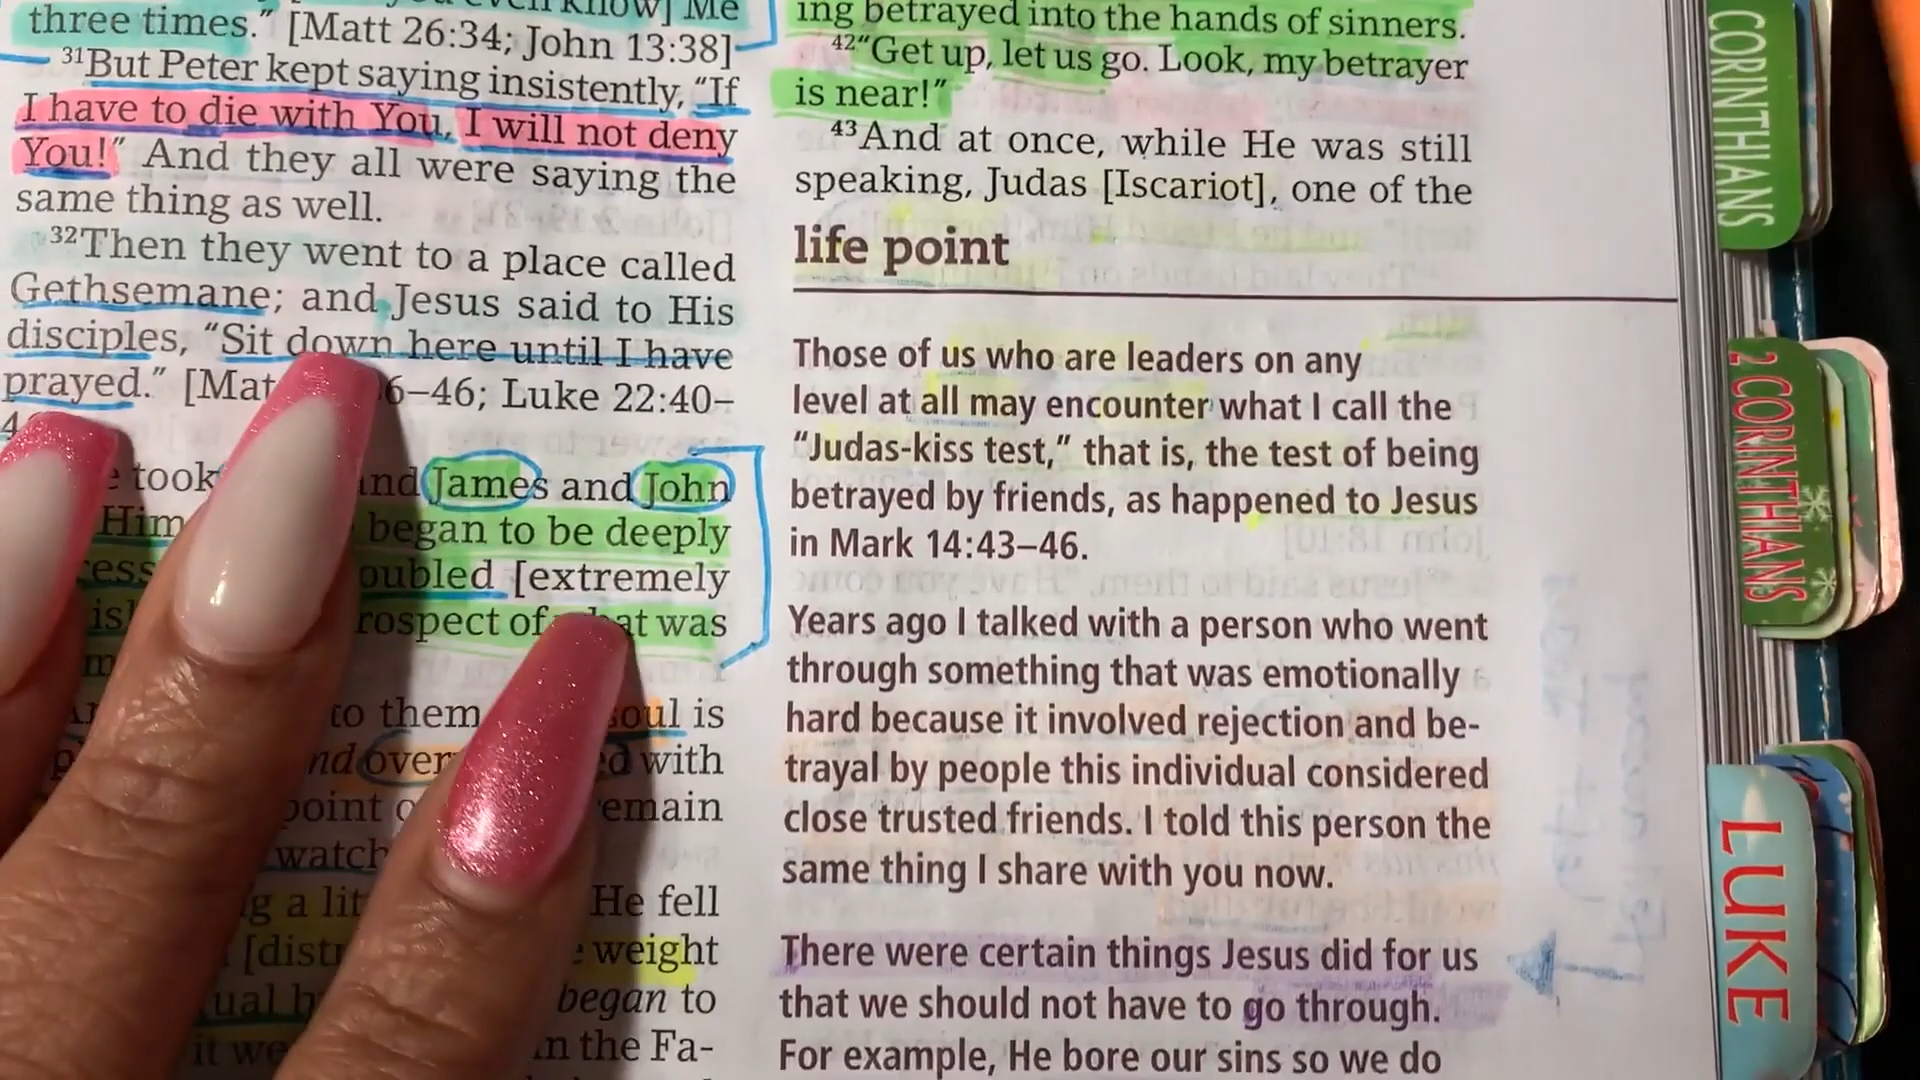 three times.” [Matt 26:34; John 13:38]
31But Peter kept saying insistently, “If
I have to die with You, I will not deny
You!” And they all were saying the
same thing as well.
32Then they went to a place called
Gethsemane; and Jesus said to His
disciples, “Sit down here until I have
prayed.” 6–46; Luke 22:40–
took James and John
Him began to be deeply
[extremely
of was
to them soul is
with
point
watch
a He fell
weight
began to
the Fa-
ing betrayed into the hands of sinners.
42“Get up, let us go. Look, my betrayer
is near!”
43And at once, while He was still
speaking, Judas [Iscariot], one of the
life point
Those of us who are leaders on any
level at all may encounter what I call the
“Judas-kiss test,” that is, the test of being
betrayed by friends, as happened to Jesus
in Mark 14:43–46.
Years ago I talked with a person who went
through something that was emotionally
hard because it involved rejection and be-
trayal by people this individual considered
close trusted friends. I told this person the
same thing I share with you now.
There were certain things Jesus did for us
that we should not have to go through.
For example, He bore our sins so we do
CORINTHIANS
2 CORINTHIANS
LUKE